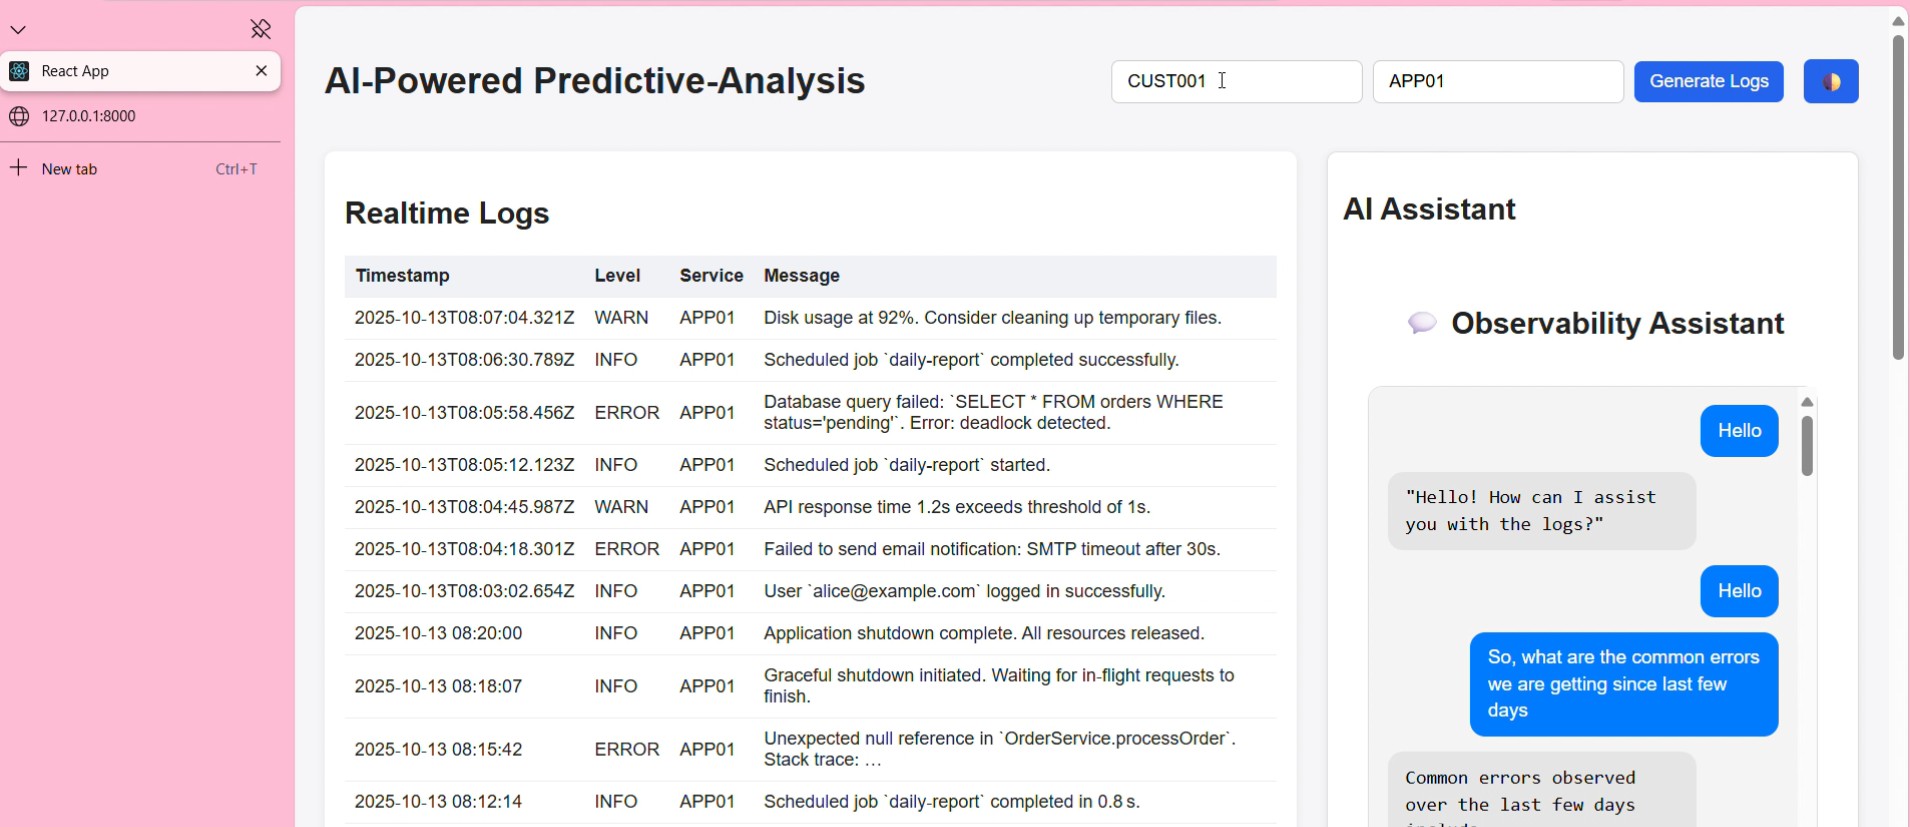 React App
127.0.0.1:8000
New tab Ctrl+T
AI-Powered Predictive-Analysis
CUST001
APP01
Generate Logs
Realtime Logs
Timestamp Level Service Message
2025-10-13T08:07:04.321Z WARN APP01 Disk usage at 92%. Consider cleaning up temporary files.
2025-10-13T08:06:30.789Z INFO APP01 Scheduled job `daily-report` completed successfully.
2025-10-13T08:05:58.456Z ERROR APP01 Database query failed: `SELECT * FROM orders WHERE
status='pending'`. Error: deadlock detected.
2025-10-13T08:05:12.123Z INFO APP01 Scheduled job `daily-report` started.
2025-10-13T08:04:45.987Z WARN APP01 API response time 1.2s exceeds threshold of 1s.
2025-10-13T08:04:18.301Z ERROR APP01 Failed to send email notification: SMTP timeout after 30s.
2025-10-13T08:03:02.654Z INFO APP01 User `alice@example.com` logged in successfully.
2025-10-13 08:20:00 INFO APP01 Application shutdown complete. All resources released.
2025-10-13 08:18:07 INFO APP01 Graceful shutdown initiated. Waiting for in-flight requests to
finish.
2025-10-13 08:15:42 ERROR APP01 Unexpected null reference in `OrderService.processOrder`.
Stack trace: …
2025-10-13 08:12:14 INFO APP01 Scheduled job `daily-report` completed in 0.8 s.
AI Assistant
Observability Assistant
Hello
"Hello! How can I assist
you with the logs?"
Hello
So, what are the common errors
we are getting since last few
days
Common errors observed
over the last few days